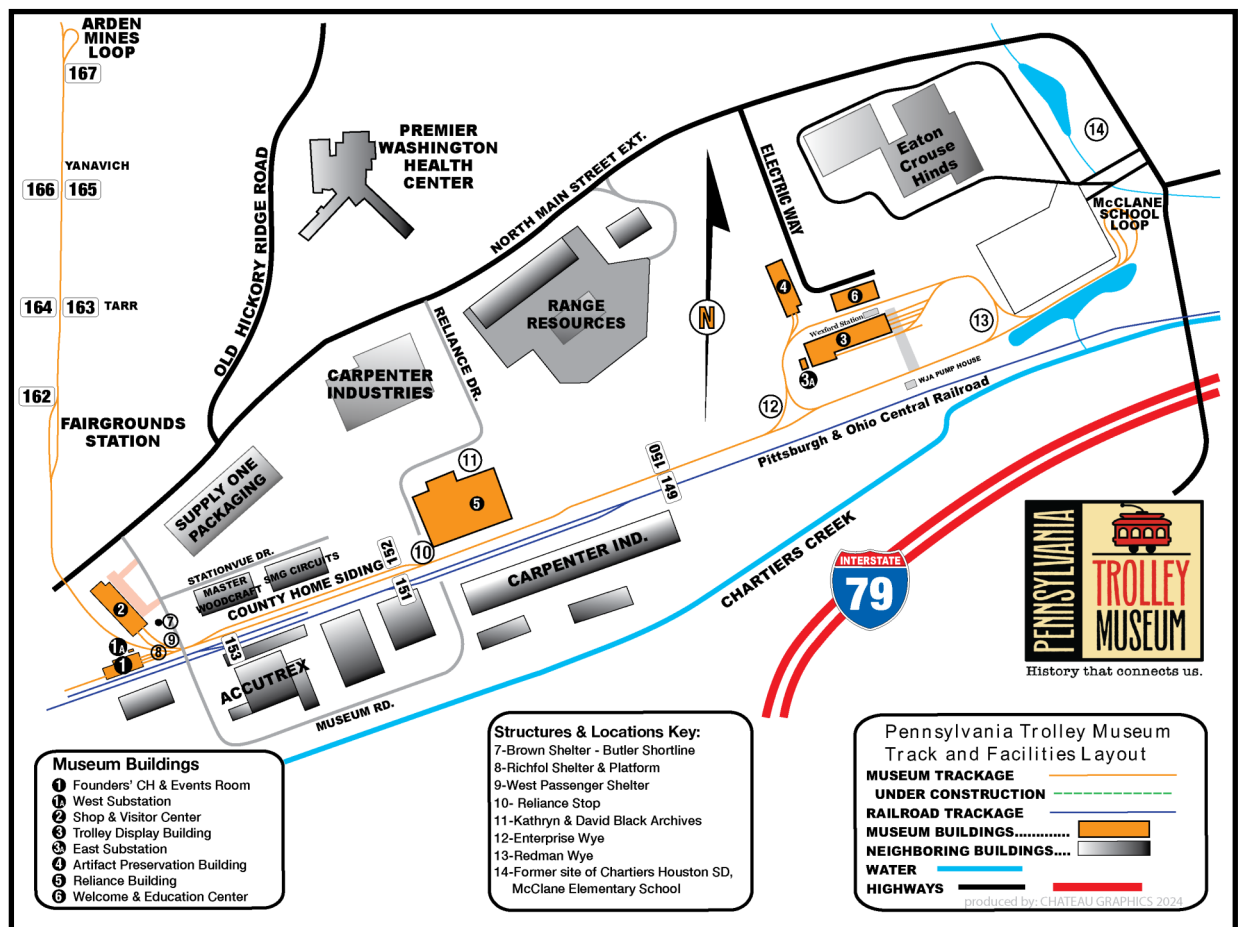 ARDEN
MINES
LOOP
167
YANAVICH
166
165
164
163
TARR
162
FAIRGROUNDS
STATION
OLD HICKORY RIDGE ROAD
PREMIER
WASHINGTON
HEALTH
CENTER
NORTH MAIN STREET EXT.
RELIANCE DR.
RANGE
RESOURCES
CARPENTER
INDUSTRIES
SUPPLY ONE
PACKAGING
STATIONVUE DR.
MASTER
WOODCRAFT
SMG CIRCUITS
COUNTY HOME SIDING
152
151
153
150
149
11
5
10
2
7
9
8
1A
1
ACCUTREX
MUSEUM RD.
CARPENTER IND.
N
ELECTRIC WAY
Eaton
Crouse
Hinds
14
McCLANE
SCHOOL
LOOP
4
6
Wexford Station
3
3A
13
12
WJA PUMP HOUSE
Pittsburgh & Ohio Central Railroad
CHARTIERS CREEK
INTERSTATE
79
PENNSYLVANIA
TROLLEY
MUSEUM
History that connects us.
Museum Buildings
1 Founders' CH & Events Room
1A West Substation
2 Shop & Visitor Center
3 Trolley Display Building
3A East Substation
4 Artifact Preservation Building
5 Reliance Building
6 Welcome & Education Center
Structures & Locations Key:
7-Brown Shelter - Butler Shortline
8-Richfol Shelter & Platform
9-West Passenger Shelter
10- Reliance Stop
11-Kathryn & David Black Archives
12-Enterprise Wye
13-Redman Wye
14-Former site of Chartiers Houston SD,
McClane Elementary School
Pennsylvania Trolley Museum
Track and Facilities Layout
MUSEUM TRACKAGE
UNDER CONSTRUCTION
RAILROAD TRACKAGE
MUSEUM BUILDINGS.............
NEIGHBORING BUILDINGS....
WATER
HIGHWAYS
produced by: CHATEAU GRAPHICS 2024